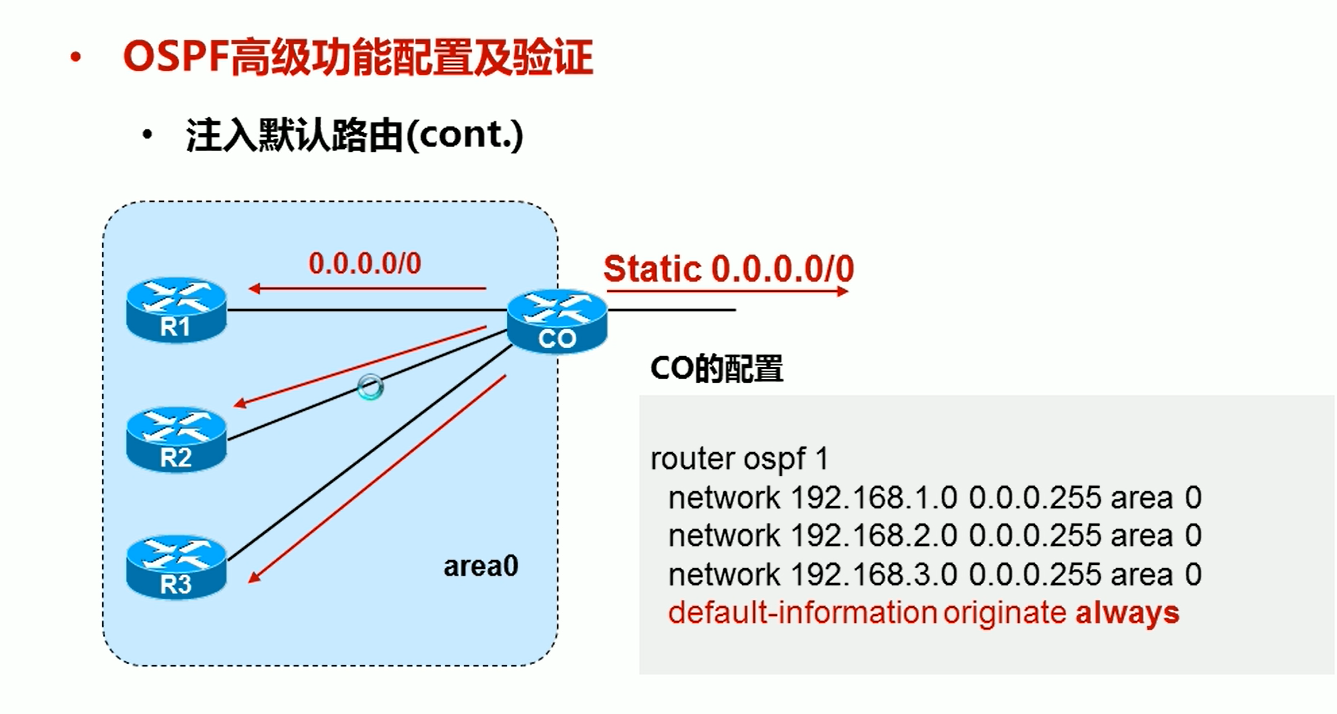 OSPF高级功能配置及验证
注入默认路由(cont.)
0.0.0.0/0
Static 0.0.0.0/0
R1
CO
CO的配置
R2
router ospf 1
network 192.168.1.0 0.0.0.255 area 0
network 192.168.2.0 0.0.0.255 area 0
network 192.168.3.0 0.0.0.255 area 0
default-information originate always
area0
R3